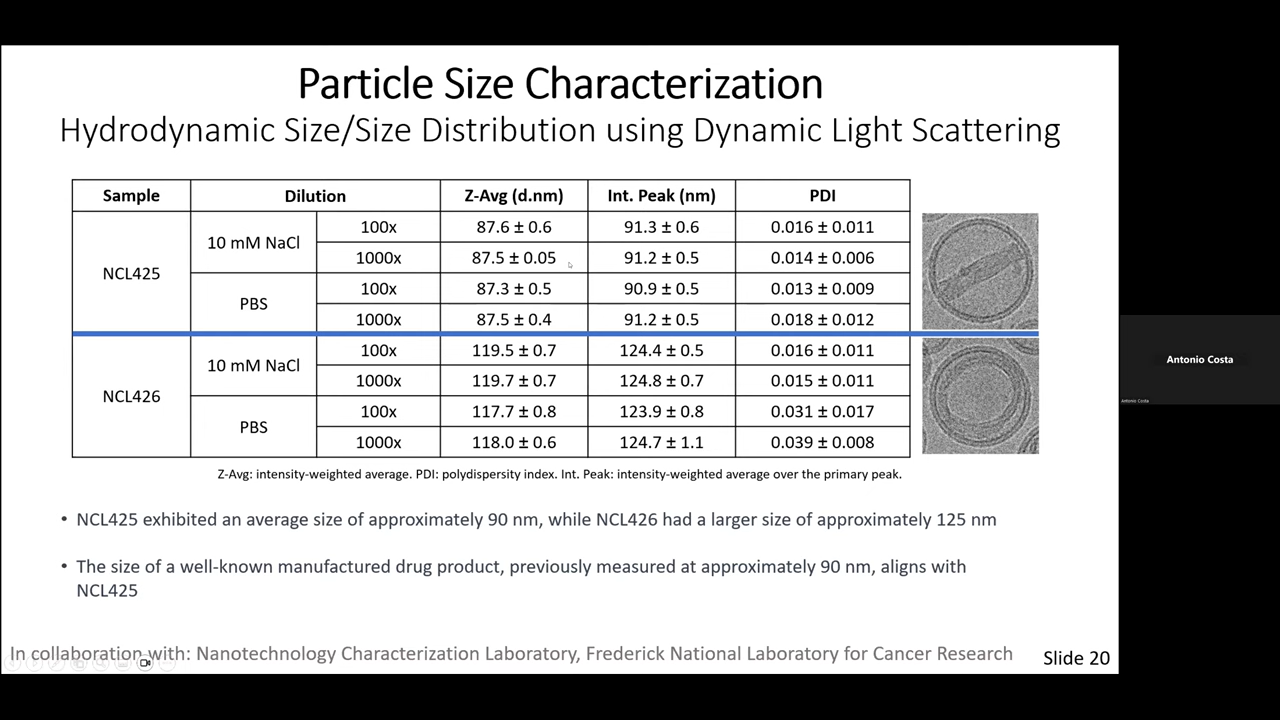 Particle Size Characterization
Hydrodynamic Size/Size Distribution using Dynamic Light Scattering
Sample Dilution Z-Avg (d.nm) Int. Peak (nm) PDI
NCL425 10 mM NaCl 100x 87.6 ± 0.6 91.3 ± 0.6 0.016 ± 0.011
1000x 87.5 ± 0.05 91.2 ± 0.5 0.014 ± 0.006
PBS 100x 87.3 ± 0.5 90.9 ± 0.5 0.013 ± 0.009
1000x 87.5 ± 0.4 91.2 ± 0.5 0.018 ± 0.012
NCL426 10 mM NaCl 100x 119.5 ± 0.7 124.4 ± 0.5 0.016 ± 0.011
1000x 119.7 ± 0.7 124.8 ± 0.7 0.015 ± 0.011
PBS 100x 117.7 ± 0.8 123.9 ± 0.8 0.031 ± 0.017
1000x 118.0 ± 0.6 124.7 ± 1.1 0.039 ± 0.008
Z-Avg: intensity-weighted average. PDI: polydispersity index. Int. Peak: intensity-weighted average over the primary peak.
• NCL425 exhibited an average size of approximately 90 nm, while NCL426 had a larger size of approximately 125 nm
• The size of a well-known manufactured drug product, previously measured at approximately 90 nm, aligns with
NCL425
In collaboration with: Nanotechnology Characterization Laboratory, Frederick National Laboratory for Cancer Research
Slide 20
Antonio Costa
Antonio Costa